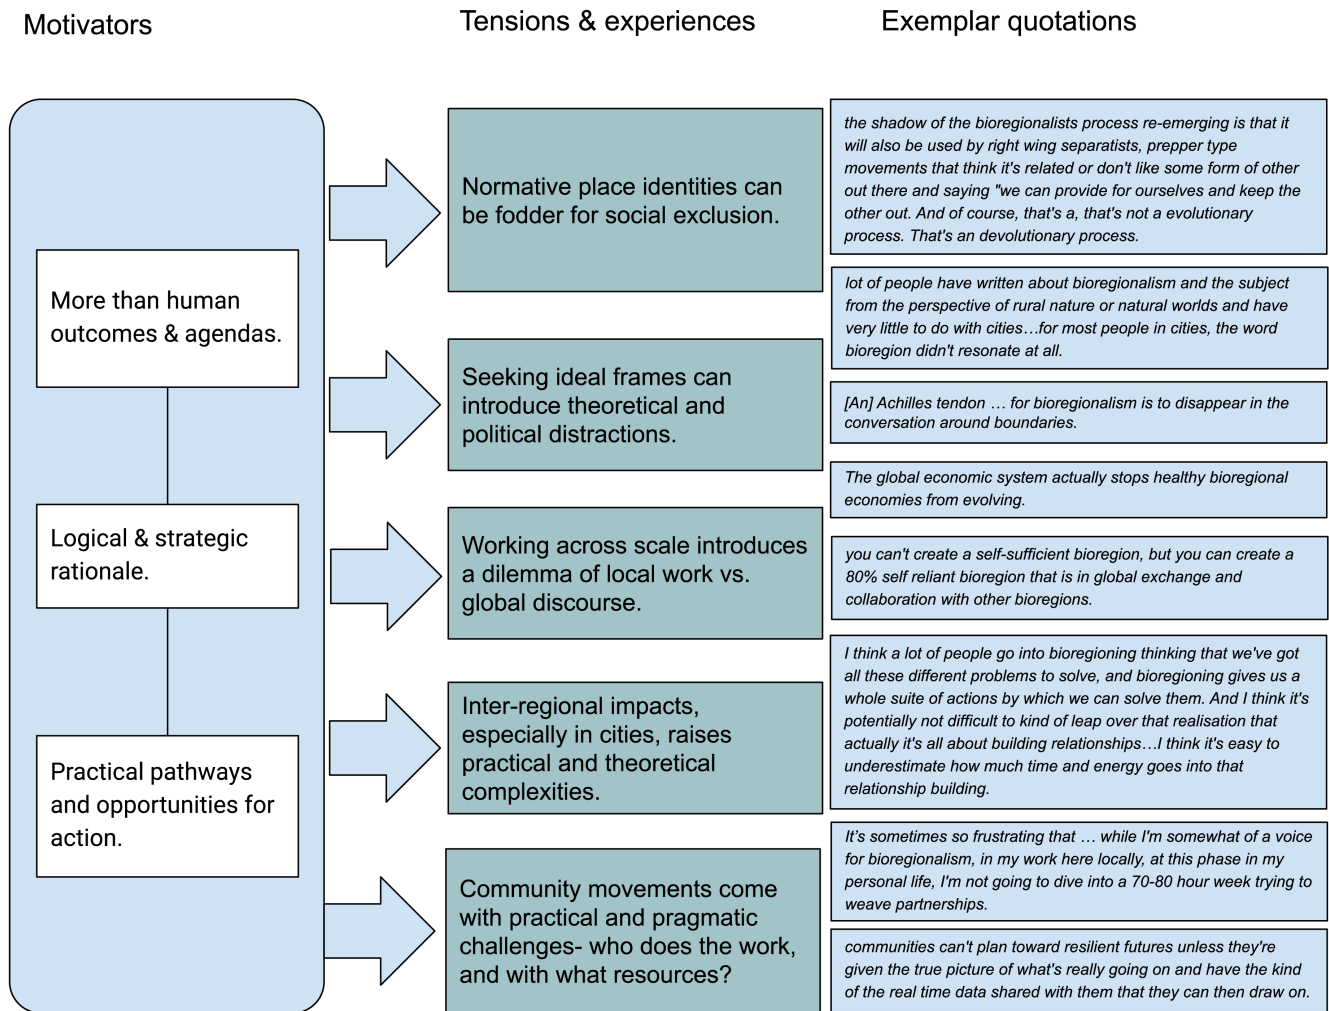 Motivators
Tensions & experiences
Exemplar quotations
More than human
outcomes & agendas.
Logical & strategic
rationale.
Practical pathways
and opportunities for
action.
Normative place identities can
be fodder for social exclusion.
Seeking ideal frames can
introduce theoretical and
political distractions.
Working across scale introduces
a dilemma of local work vs.
global discourse.
Inter-regional impacts,
especially in cities, raises
practical and theoretical
complexities.
Community movements come
with practical and pragmatic
challenges- who does the work,
and with what resources?
the shadow of the bioregionalists process re-emerging is that it
will also be used by right wing separatists, prepper type
movements that think it's related or don't like some form of other
out there and saying "we can provide for ourselves and keep the
other out. And of course, that's a, that's not a evolutionary
process. That's an devolutionary process.
lot of people have written about bioregionalism and the subject
from the perspective of rural nature or natural worlds and have
very little to do with cities…for most people in cities, the word
bioregion didn't resonate at all.
[An] Achilles tendon … for bioregionalism is to disappear in the
conversation around boundaries.
The global economic system actually stops healthy bioregional
economies from evolving.
you can't create a self-sufficient bioregion, but you can create a
80% self reliant bioregion that is in global exchange and
collaboration with other bioregions.
I think a lot of people go into bioregioning thinking that we've got
all these different problems to solve, and bioregioning gives us a
whole suite of actions by which we can solve them. And I think it's
potentially not difficult to kind of leap over that realisation that
actually it's all about building relationships…I think it's easy to
underestimate how much time and energy goes into that
relationship building.
It’s sometimes so frustrating that … while I'm somewhat of a voice
for bioregionalism, in my work here locally, at this phase in my
personal life, I'm not going to dive into a 70-80 hour week trying to
weave partnerships.
communities can't plan toward resilient futures unless they're
given the true picture of what's really going on and have the kind
of the real time data shared with them that they can then draw on.